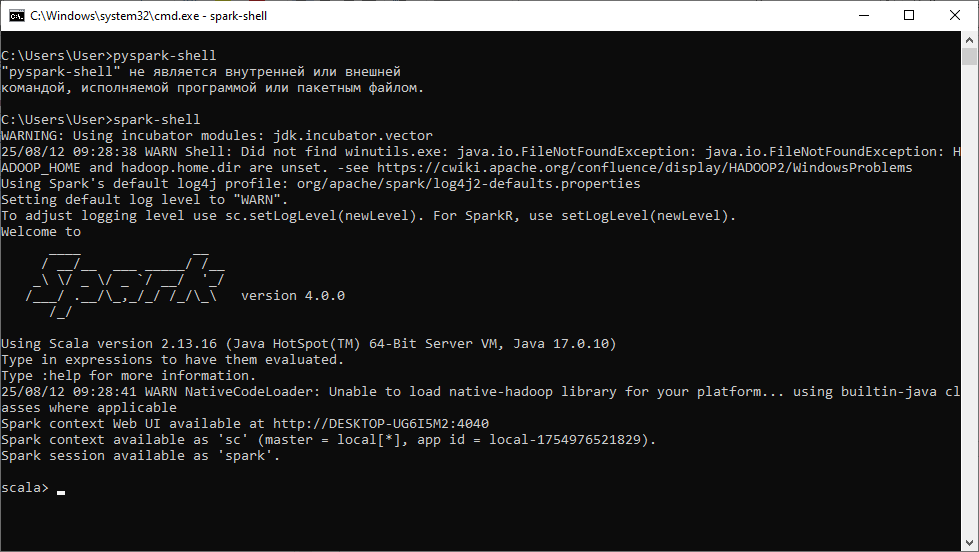 C:\Windows\system32\cmd.exe - spark-shell
C:\Users\User>pyspark-shell
"pyspark-shell" не является внутренней или внешней
командой, исполняемой программой или пакетным файлом.
C:\Users\User>spark-shell
WARNING: Using incubator modules: jdk.incubator.vector
25/08/12 09:28:38 WARN Shell: Did not find winutils.exe: java.io.FileNotFoundException: java.io.FileNotFoundException: H
ADOOP_HOME and hadoop.home.dir are unset. -see https://cwiki.apache.org/confluence/display/HADOOP2/WindowsProblems
Using Spark's default log4j profile: org/apache/spark/log4j2-defaults.properties
Setting default log level to "WARN".
To adjust logging level use sc.setLogLevel(newLevel). For SparkR, use setLogLevel(newLevel).
Welcome to
      ____              __
     / __/__  ___ _____/ /__
    _\ \/ _ \/ _ `/ __/  '_/
   /___/ .__/\_,_/_/ /_/\_\   version 4.0.0
      /_/
Using Scala version 2.13.16 (Java HotSpot(TM) 64-Bit Server VM, Java 17.0.10)
Type in expressions to have them evaluated.
Type :help for more information.
25/08/12 09:28:41 WARN NativeCodeLoader: Unable to load native-hadoop library for your platform... using builtin-java cl
asses where applicable
Spark context Web UI available at http://DESKTOP-UG6I5M2:4040
Spark context available as 'sc' (master = local[*], app id = local-1754976521829).
Spark session available as 'spark'.
scala>